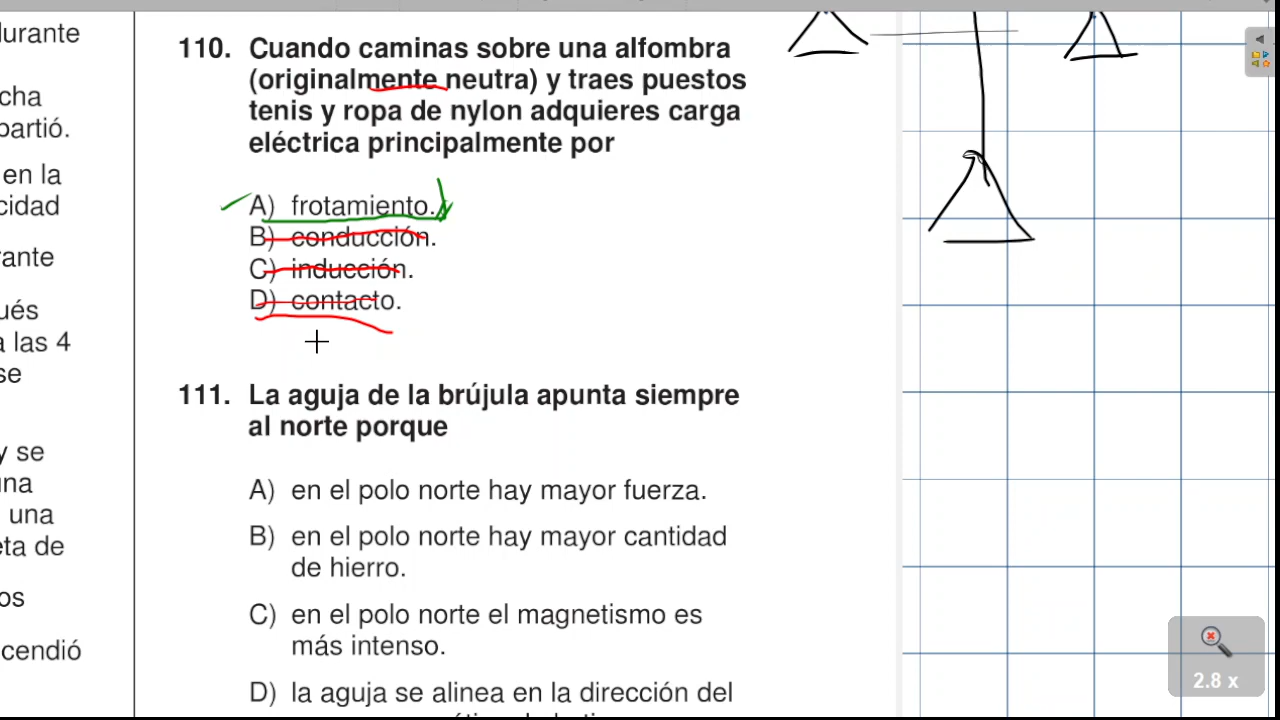 durante
cha
partió.
en la
cidad
rante
ués
a las 4
se
y se
una
una
eta de
os
cendió
110. Cuando caminas sobre una alfombra
(originalmente neutra) y traes puestos
tenis y ropa de nylon adquieres carga
eléctrica principalmente por
A) frotamiento.
B) conducción.
C) inducción.
D) contacto.
111. La aguja de la brújula apunta siempre
al norte porque
A) en el polo norte hay mayor fuerza.
B) en el polo norte hay mayor cantidad
de hierro.
C) en el polo norte el magnetismo es
más intenso.
D) la aguja se alinea en la dirección del
2.8 x